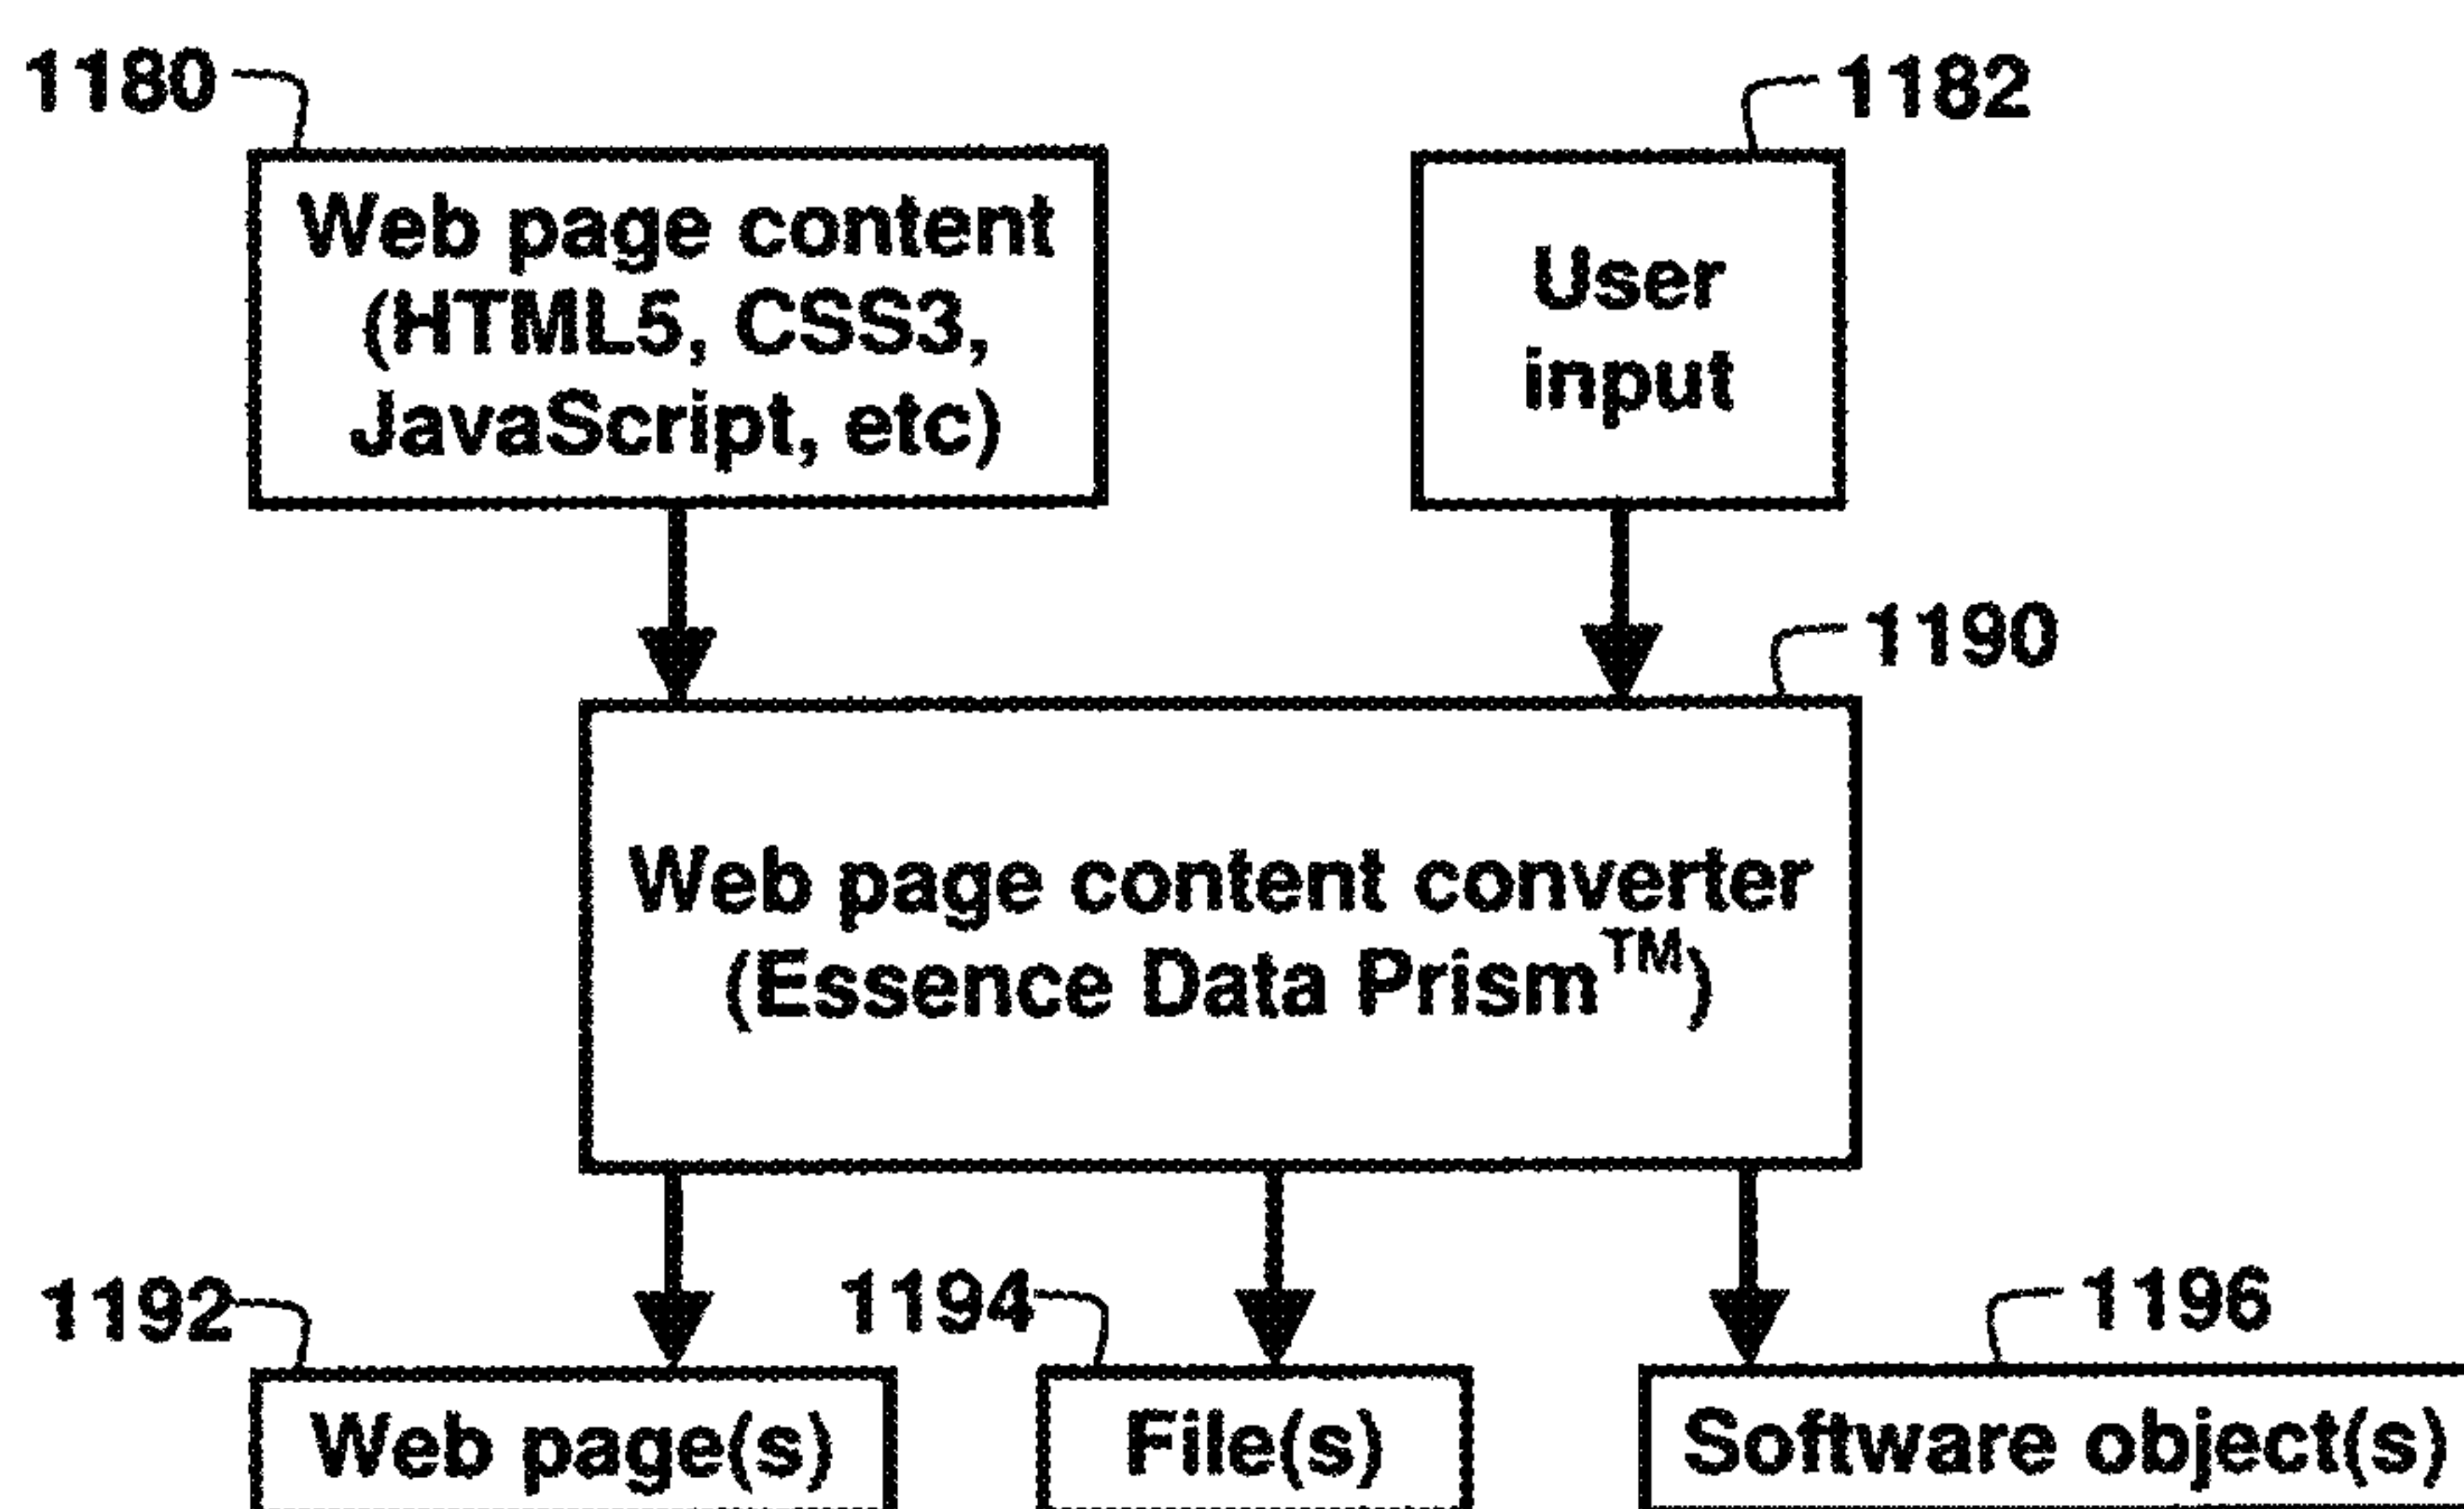 1180
1182
Web page content
(HTML5, CSS3,
JavaScript, etc)
User
input
1190
Web page content converter
(Essence Data Prism™)
1192
1194
1196
Web page(s)
File(s)
Software object(s)